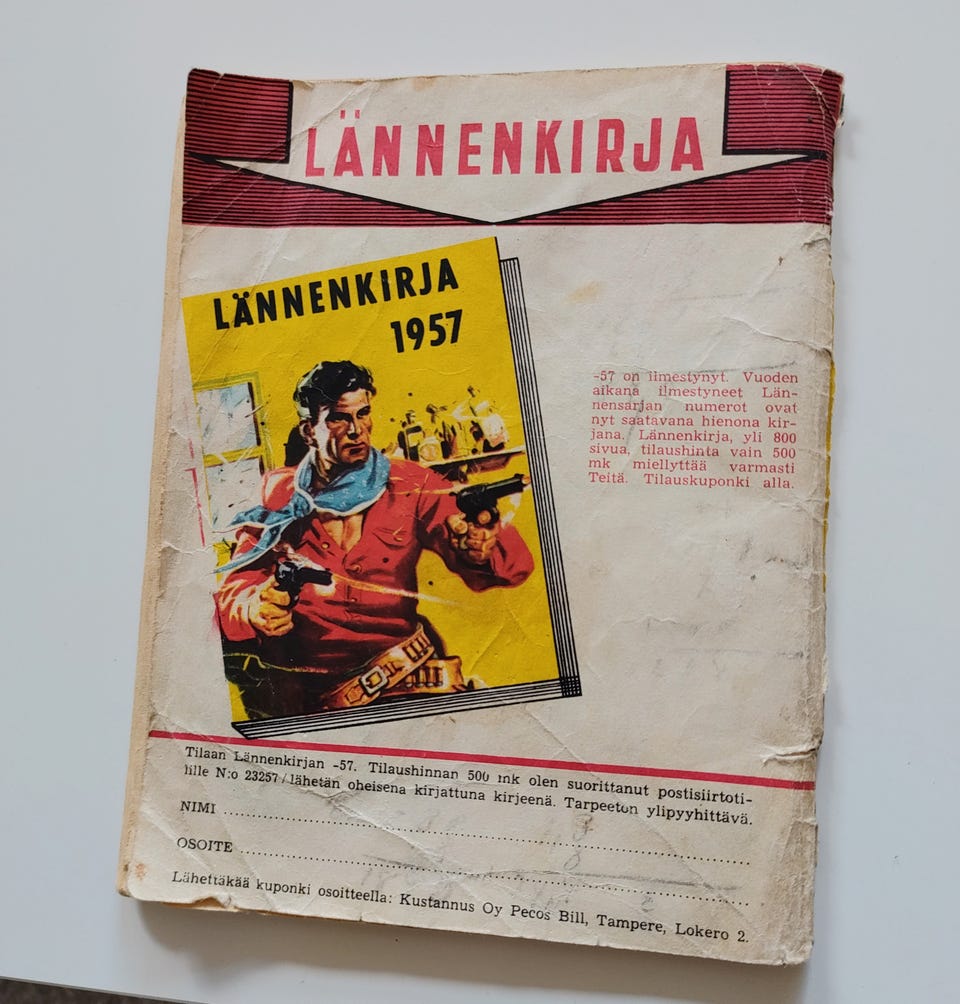 LÄNNENKIRJA
LÄNNENKIRJA
1957
-57 on ilmestynyt. Vuoden
aikana ilmestyneet Län-
nensarjan numerot ovat
nyt saatavana hienona kir-
jana. Lännenkirja, yli 800
sivua, tilaushinta vain 500
mk miellyttää varmasti
Teitä. Tilauskuponki alla.
Tilaan Lännenkirjan -57. Tilaushinnan 500 mk olen suorittanut postisiirtoti-
lille N:o 23257/lähetän oheisena kirjattuna kirjeenä. Tarpeeton ylipyyhittävä.
NIMI
OSOITE
Lähettäkää kuponki osoitteella: Kustannus Oy Pecos Bill, Tampere, Lokero 2.